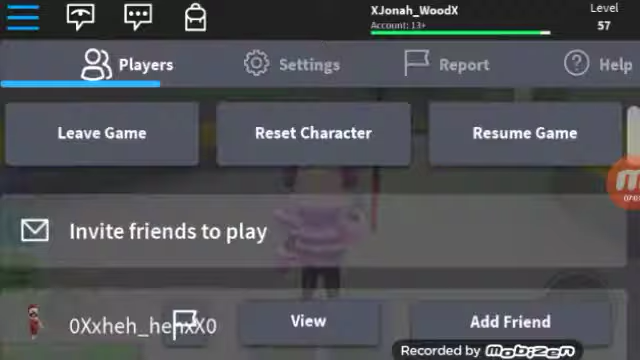 XJonah_WoodX
Account: 13+
Level
57
Players
Settings
Report
Help
Leave Game
Reset Character
Resume Game
Invite friends to play
View
Add Friend
Recorded by Mobizen